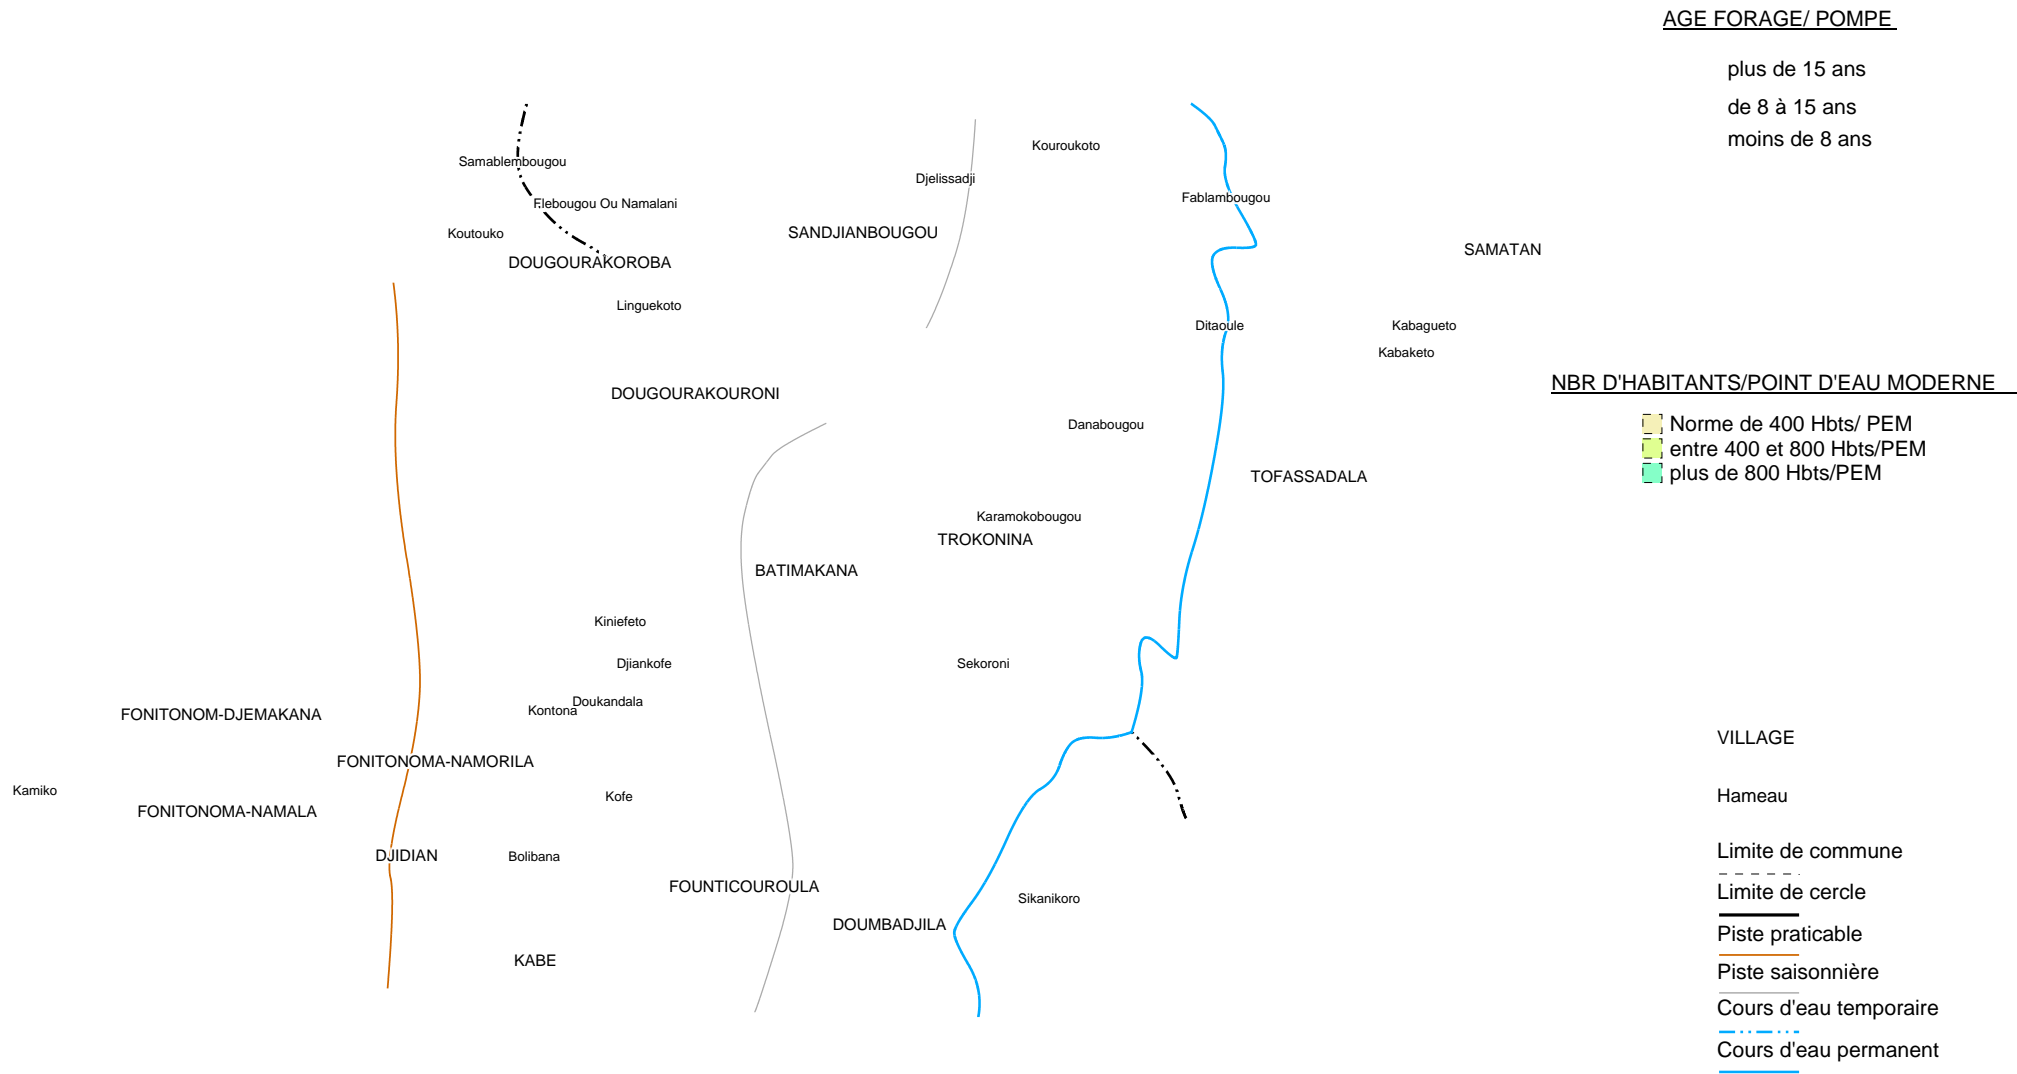 AGE FORAGE/ POMPE
plus de 15 ans
de 8 à 15 ans
moins de 8 ans
Kouroukoto
Samablembougou
Djelissadji
Fablambougou
Flebougou Ou Namalani
Koutouko
SANDJIANBOUGOU
SAMATAN
DOUGOURAKOROBA
Linguekoto
Ditaoule
Kabagueto
Kabaketo
NBR D'HABITANTS/POINT D'EAU MODERNE
DOUGOURAKOURONI
Norme de 400 Hbts/ PEM
Danabougou
entre 400 et 800 Hbts/PEM
plus de 800 Hbts/PEM
TOFASSADALA
Karamokobougou
TROKONINA
BATIMAKANA
Kiniefeto
Djiankofe
Sekoroni
Doukandala
Kontona
FONITONOM-DJEMAKANA
VILLAGE
FONITONOMA-NAMORILA
Kamiko
Kofe
Hameau
FONITONOMA-NAMALA
Limite de commune
DJIDIAN
Bolibana
FOUNTICOUROULA
Limite de cercle
Sikanikoro
DOUMBADJILA
Piste praticable
KABE
Piste saisonnière
Cours d'eau temporaire
Cours d'eau permanent